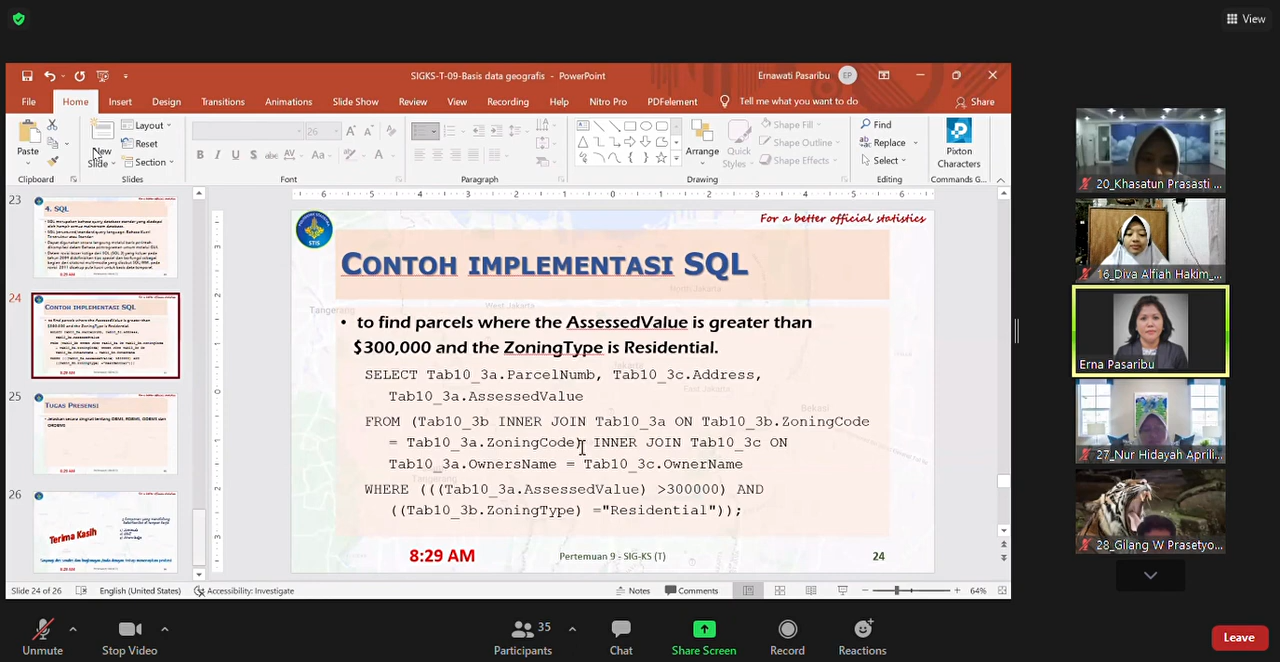 View
SIGKS-T-09-Basis data geografis - PowerPoint
Ernawati Pasaribu
EP
File Home Insert Design Transitions Animations Slide Show Review View Recording Help Nitro Pro PDFelement Tell me what you want to do Share
Paste
Clipboard
New Slide
Layout
Reset
Section
Slides
26
Font
Paragraph
Arrange
Quick Styles
Shape Fill
Shape Outline
Shape Effects
Drawing
Find
Replace
Select
Editing
Pixton Characters
Commands G...
23
4. SQL
24
CONTOH IMPLEMENTASI SQL
25
TUGAS PRESENSI
26
Terima Kasih
For a better official statistics
STIS
CONTOH IMPLEMENTASI SQL
• to find parcels where the AssessedValue is greater than
$300,000 and the ZoningType is Residential.
SELECT Tab10_3a.ParcelNumb, Tab10_3c.Address,
Tab10_3a.AssessedValue
FROM (Tab10_3b INNER JOIN Tab10_3a ON Tab10_3b.ZoningCode
= Tab10_3a.ZoningCode) INNER JOIN Tab10_3c ON
Tab10_3a.OwnersName = Tab10_3c.OwnerName
WHERE (((Tab10_3a.AssessedValue) >300000) AND
((Tab10_3b.ZoningType) ="Residential"));
8:29 AM
Pertemuan 9 - SIG-KS (T)
24
Slide 24 of 26
English (United States)
Accessibility: Investigate
Notes
Comments
64%
20_Khasatun Prasasti ...
16_Diva Alfiah Hakim_...
Erna Pasaribu
27_Nur Hidayah Aprili...
28_Gilang W Prasetyo...
Unmute
Stop Video
35
Participants
Chat
Share Screen
Record
Reactions
Leave